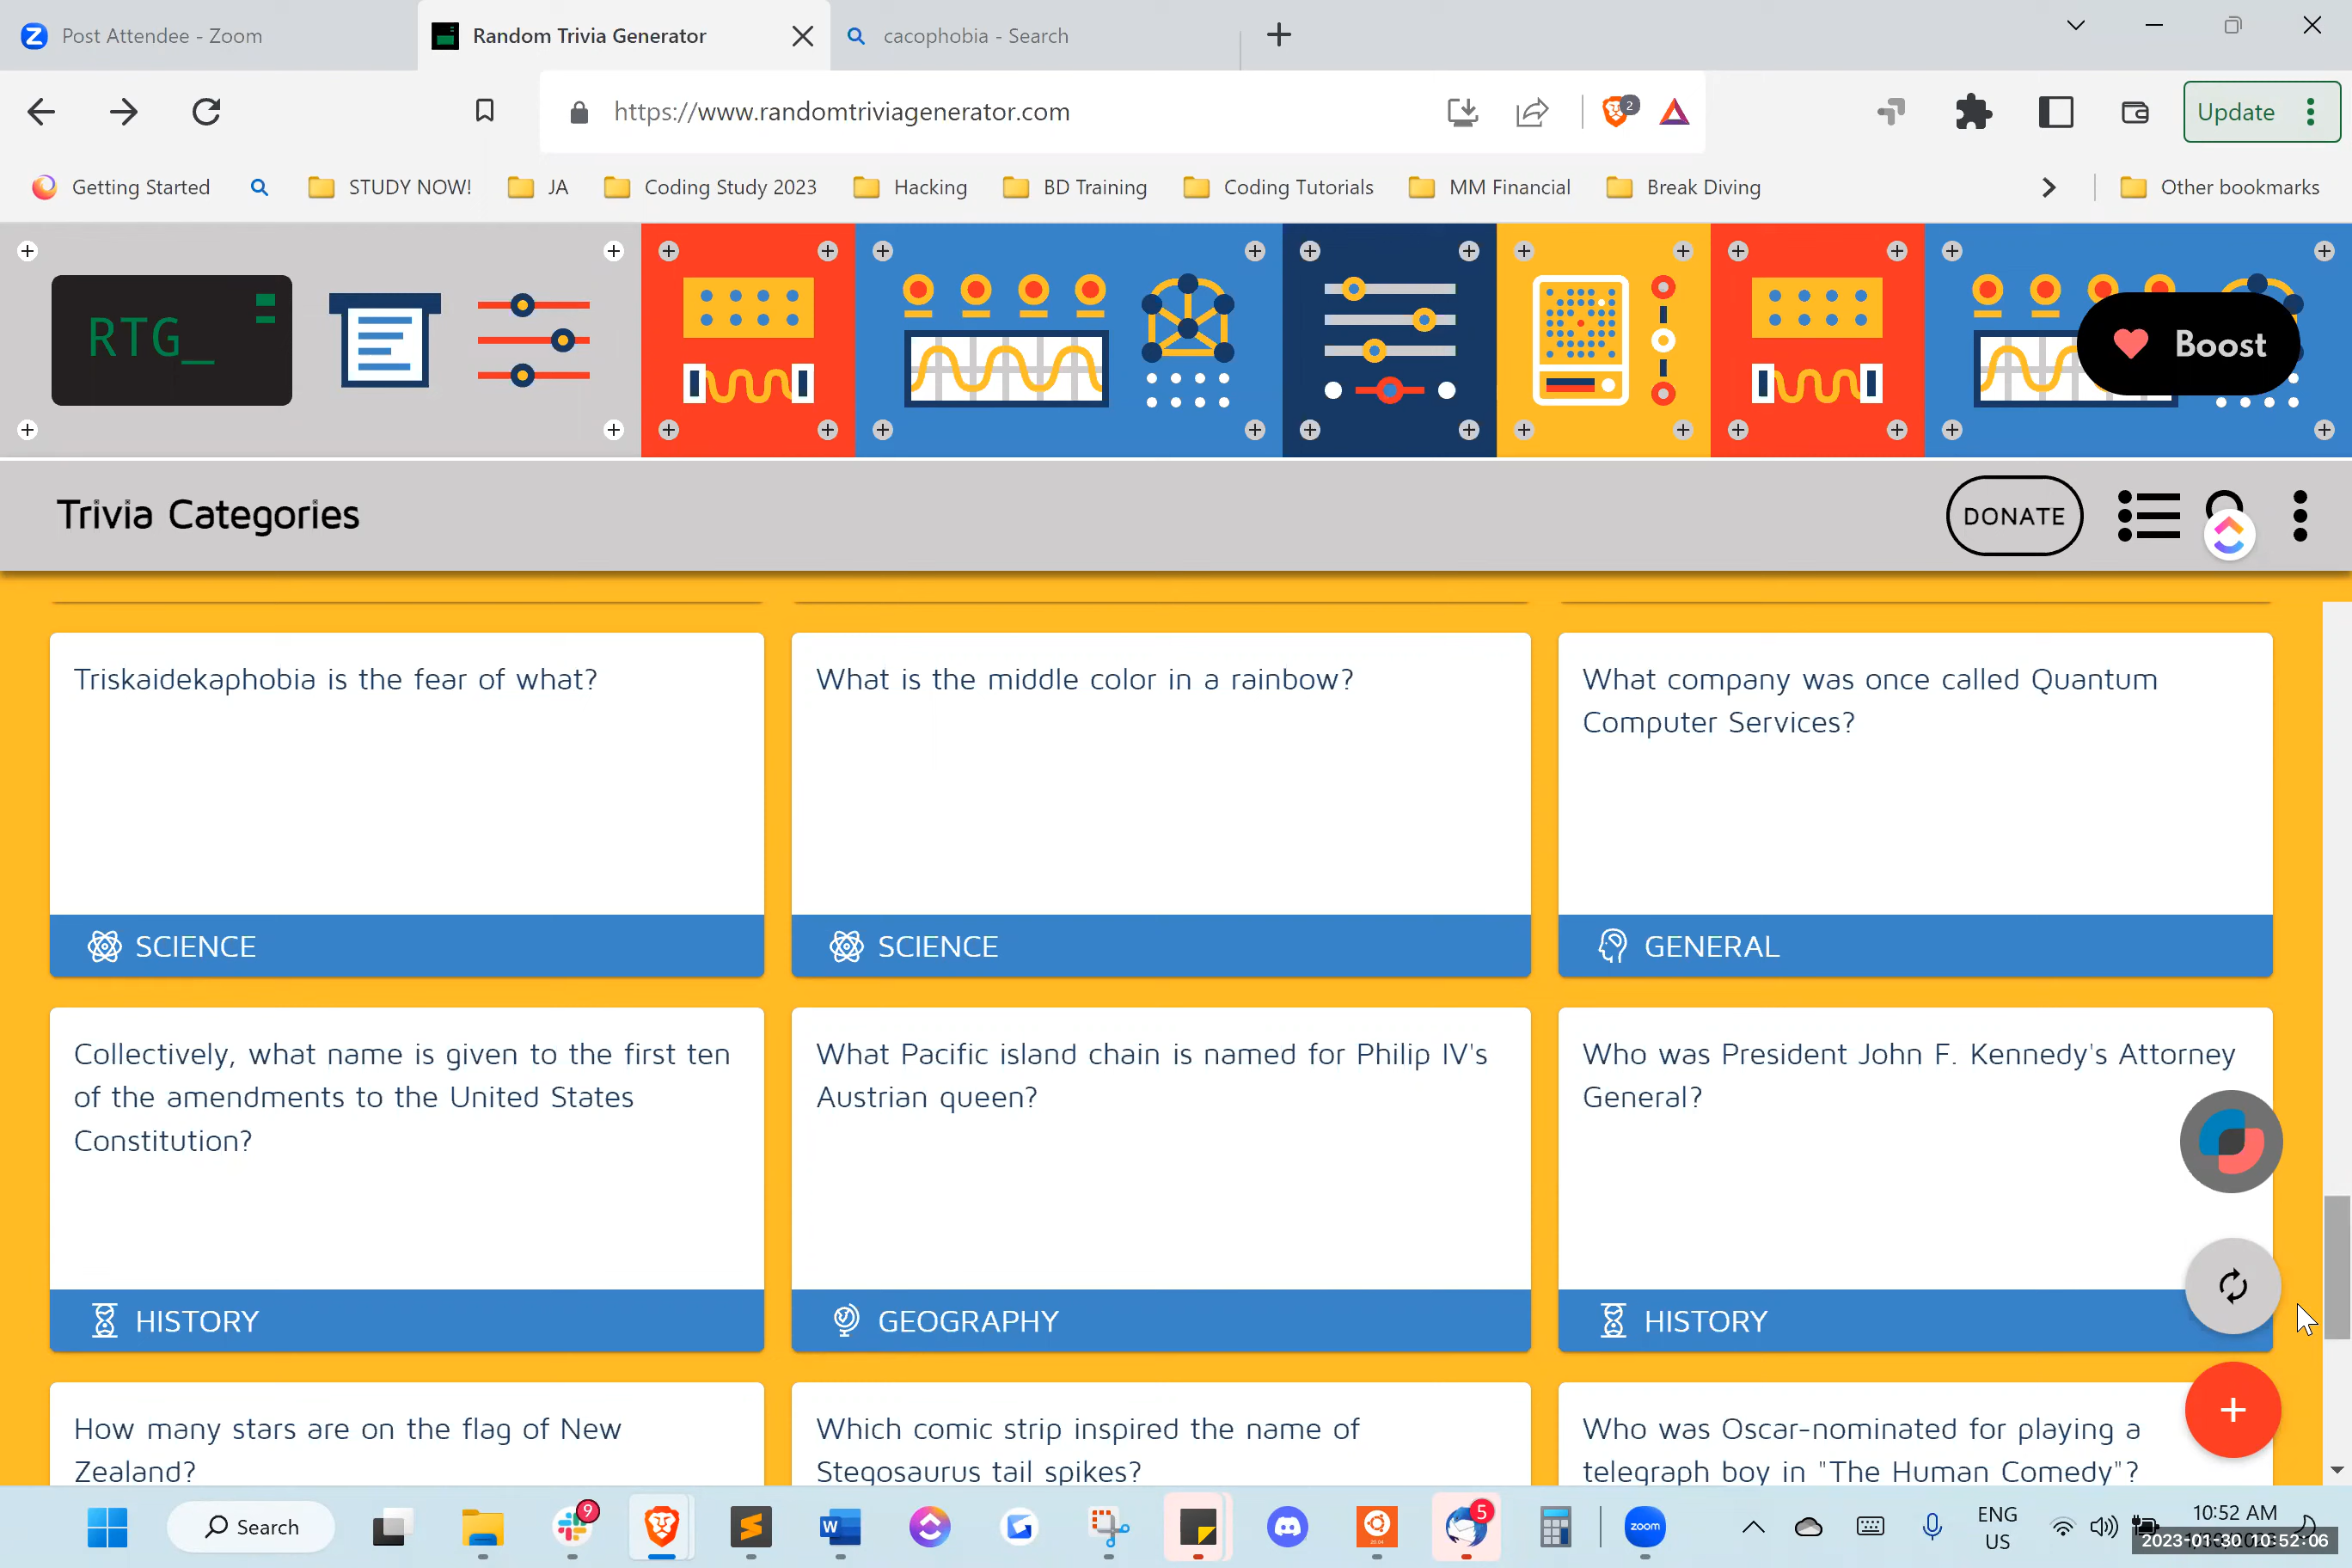 Post Attendee - Zoom
Random Trivia Generator
cacophobia - Search
https://www.randomtriviagenerator.com
2
Update
Getting Started
STUDY NOW!
JA
Coding Study 2023
Hacking
BD Training
Coding Tutorials
MM Financial
Break Diving
Other bookmarks
RTG_
Boost
Trivia Categories
DONATE
Triskaidekaphobia is the fear of what?
SCIENCE
What is the middle color in a rainbow?
SCIENCE
What company was once called Quantum
Computer Services?
GENERAL
Collectively, what name is given to the first ten
of the amendments to the United States
Constitution?
HISTORY
What Pacific island chain is named for Philip IV's
Austrian queen?
GEOGRAPHY
Who was President John F. Kennedy's Attorney
General?
HISTORY
How many stars are on the flag of New
Zealand?
Which comic strip inspired the name of
Stegosaurus tail spikes?
Who was Oscar-nominated for playing a
telegraph boy in "The Human Comedy"?
Search
9
W
5
zoom
ENG
US
10:52 AM
2023-01-30 10:52:06